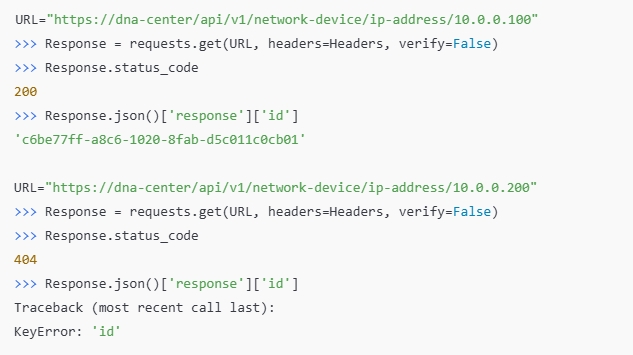 URL="https://dna-center/api/v1/network-device/ip-address/10.0.0.100"
>>> Response = requests.get(URL, headers=Headers, verify=False)
>>> Response.status_code
200
>>> Response.json()['response']['id']
'c6be77ff-a8c6-1020-8fab-d5c011c0cb01'

URL="https://dna-center/api/v1/network-device/ip-address/10.0.0.200"
>>> Response = requests.get(URL, headers=Headers, verify=False)
>>> Response.status_code
404
>>> Response.json()['response']['id']
Traceback (most recent call last):
KeyError: 'id'